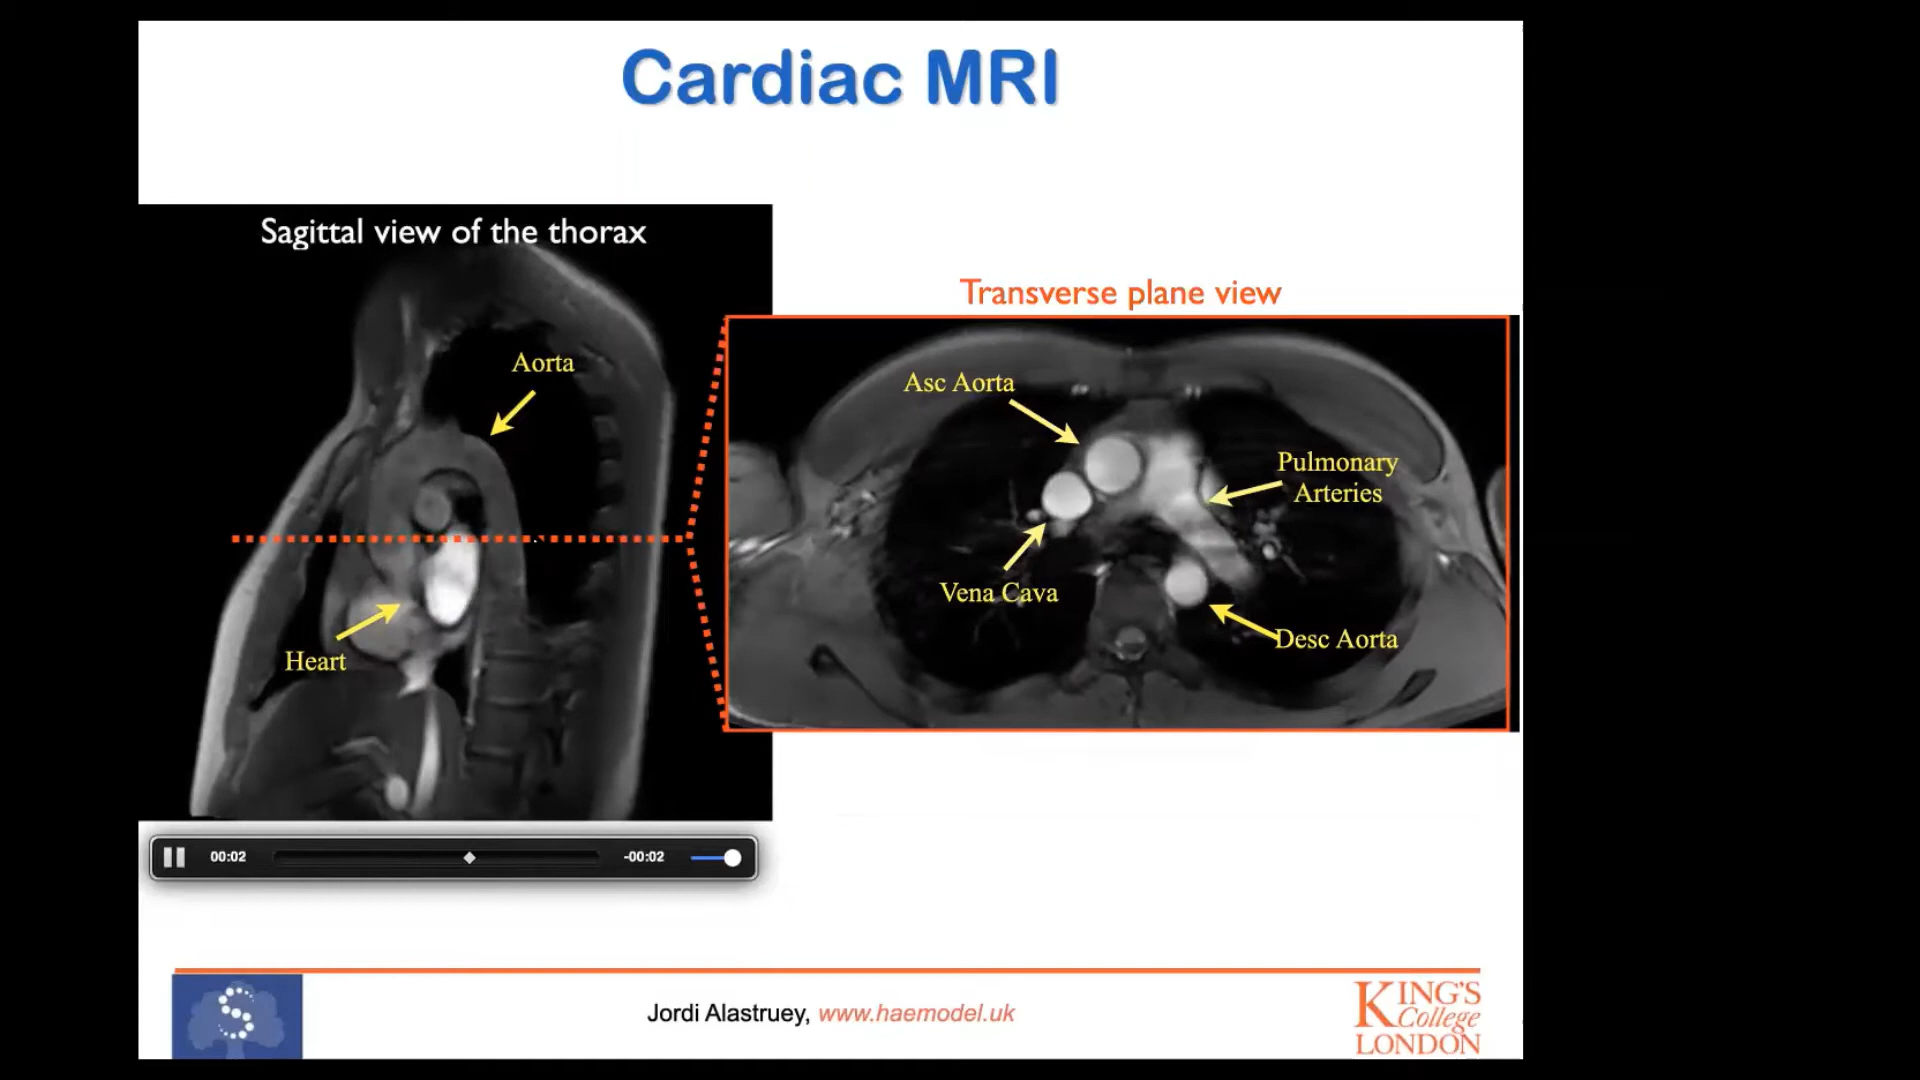 Cardiac MRI
Sagittal view of the thorax
Aorta
Heart
Transverse plane view
Asc Aorta
Pulmonary
Arteries
Vena Cava
Desc Aorta
00:02
-00:02
S
Jordi Alastruey, www.haemodel.uk
KING'S
College
LONDON